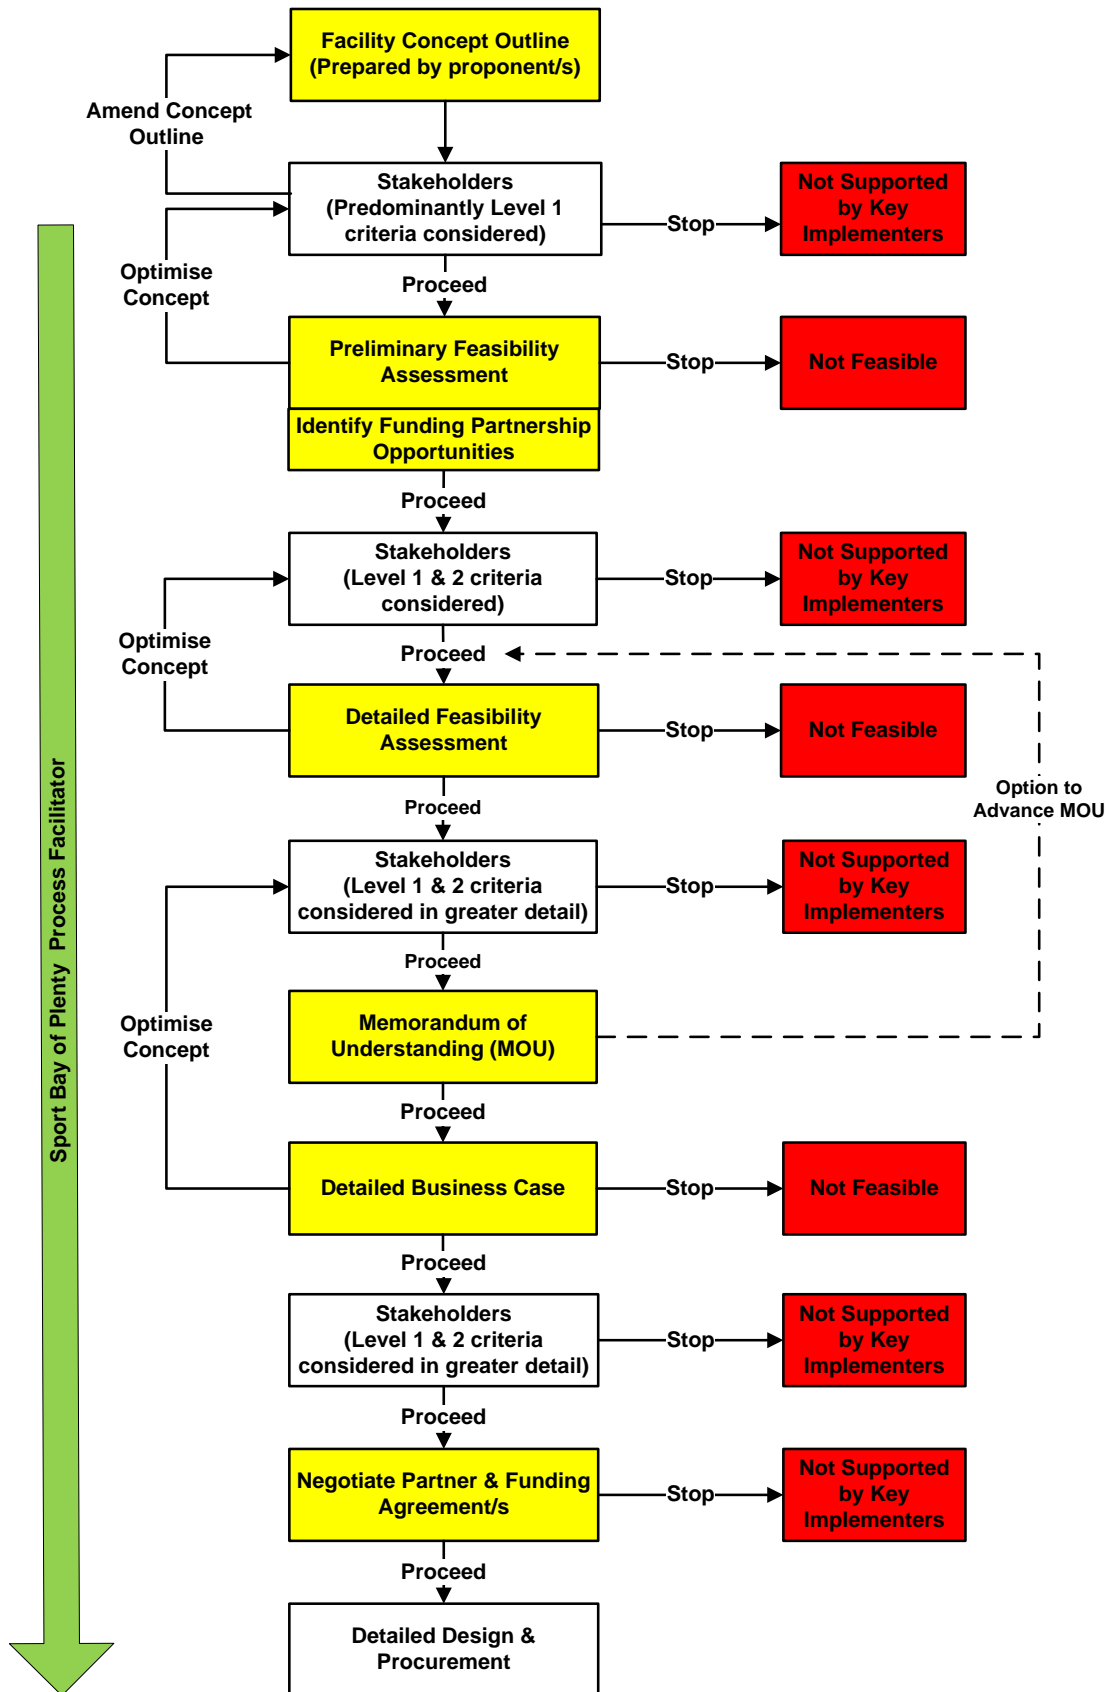 Facility Concept Outline
(Prepared by proponent/s)
Amend Concept
Outline
Stakeholders
(Predominantly Level 1
criteria considered)
Stop
Not Supported
by Key
Implementers
Optimise
Concept
Proceed
Preliminary Feasibility
Assessment
Stop
Not Feasible
Identify Funding Partnership
Opportunities
Proceed
Stakeholders
(Level 1 & 2 criteria
considered)
Stop
Not Supported
by Key
Implementers
Optimise
Concept
Proceed
Detailed Feasibility
Assessment
Stop
Not Feasible
Option to
Advance MOU
Proceed
Stakeholders
(Level 1 & 2 criteria
considered in greater detail)
Stop
Not Supported
by Key
Implementers
Proceed
Optimise
Concept
Memorandum of
Understanding (MOU)
Proceed
Detailed Business Case
Stop
Not Feasible
Proceed
Stakeholders
(Level 1 & 2 criteria
considered in greater detail)
Stop
Not Supported
by Key
Implementers
Proceed
Negotiate Partner & Funding
Agreement/s
Stop
Not Supported
by Key
Implementers
Proceed
Detailed Design &
Procurement
Sport Bay of Plenty  Process Facilitator